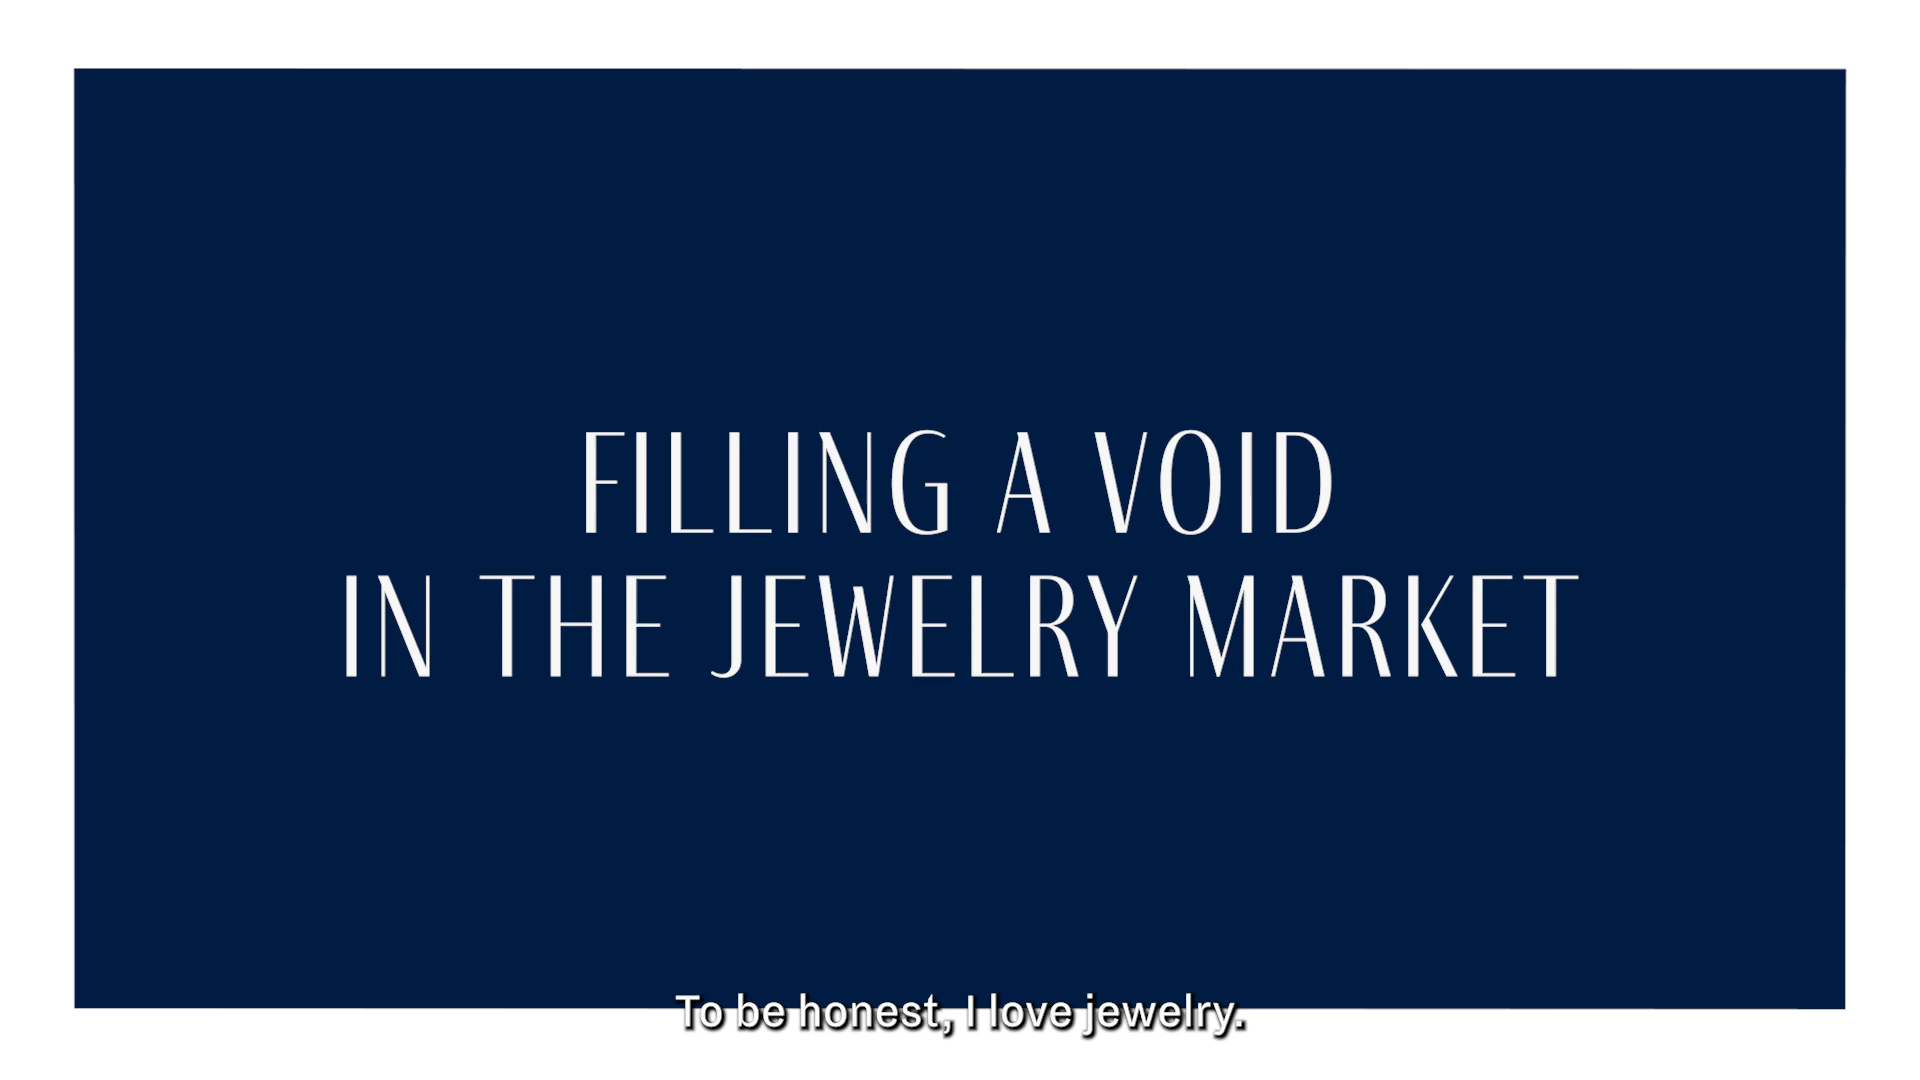 FILLING A VOID
IN THE JEWELRY MARKET
To be honest, I love jewelry.